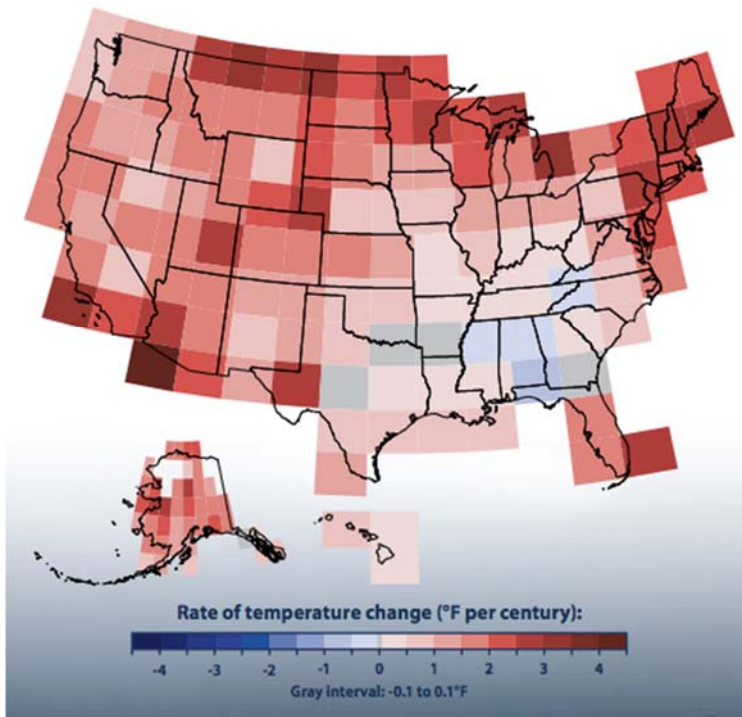 Rate of temperature change (°F per century):
-4 -3 -2 -1 0 1 2 3 4
Gray interval: -0.1 to 0.1°F